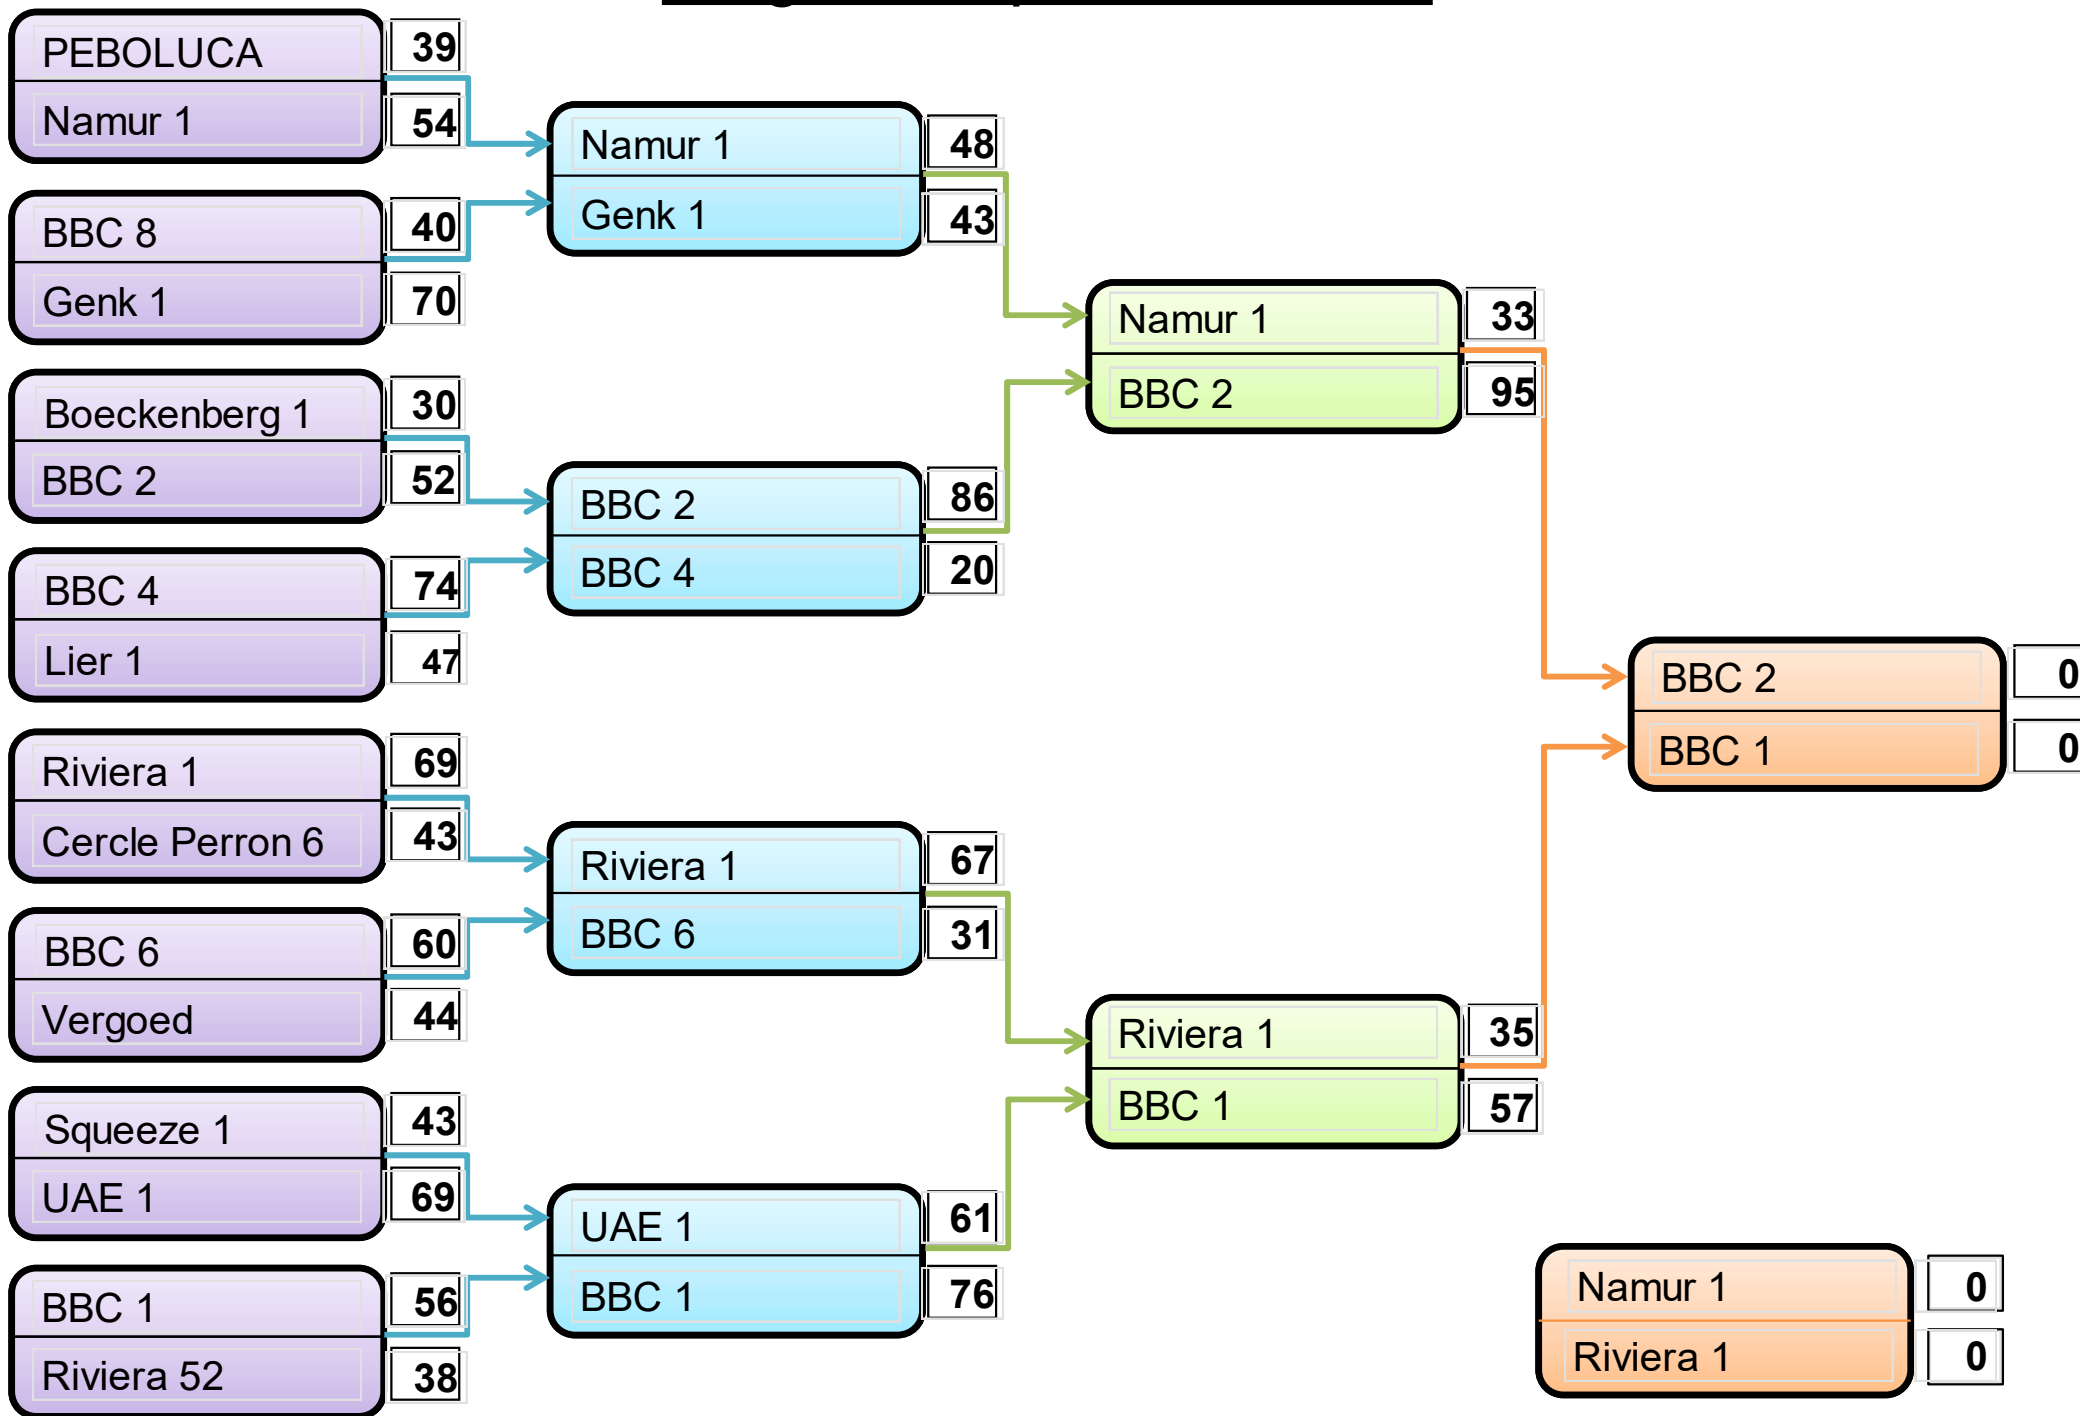 PEBOLUCA 39
Namur 1 54
BBC 8 40
Genk 1 70
Boeckenberg 1 30
BBC 2 52
BBC 4 74
Lier 1 47
Riviera 1 69
Cercle Perron 6 43
BBC 6 60
Vergoed 44
Squeeze 1 43
UAE 1 69
BBC 1 56
Riviera 52 38
Namur 1 48
Genk 1 43
BBC 2 86
BBC 4 20
Riviera 1 67
BBC 6 31
UAE 1 61
BBC 1 76
Namur 1 33
BBC 2 95
Riviera 1 35
BBC 1 57
BBC 2 0
BBC 1 0
Namur 1 0
Riviera 1 0